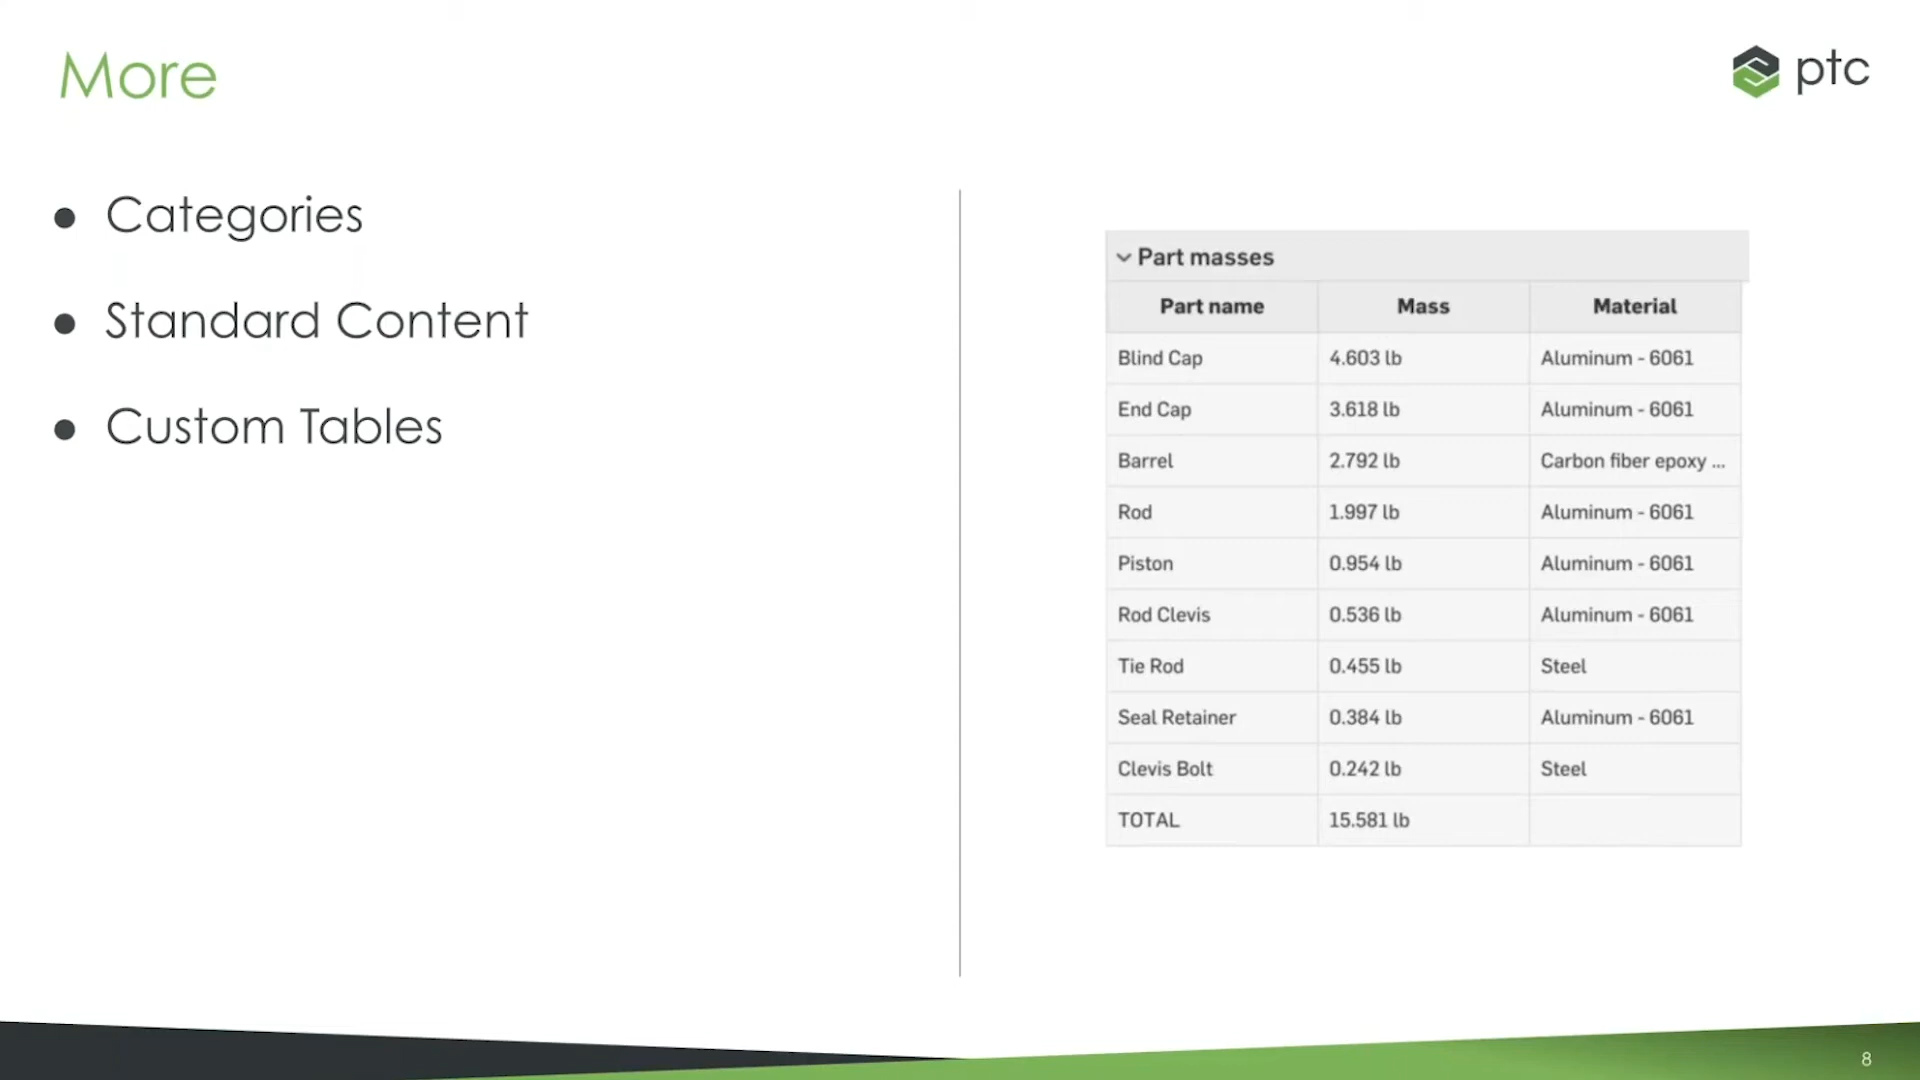 More
ptc
● Categories
● Standard Content
● Custom Tables
Part masses
Part name Mass Material
Blind Cap 4.603 lb Aluminum - 6061
End Cap 3.618 lb Aluminum - 6061
Barrel 2.792 lb Carbon fiber epoxy ...
Rod 1.997 lb Aluminum - 6061
Piston 0.954 lb Aluminum - 6061
Rod Clevis 0.536 lb Aluminum - 6061
Tie Rod 0.455 lb Steel
Seal Retainer 0.384 lb Aluminum - 6061
Clevis Bolt 0.242 lb Steel
TOTAL 15.581 lb
8